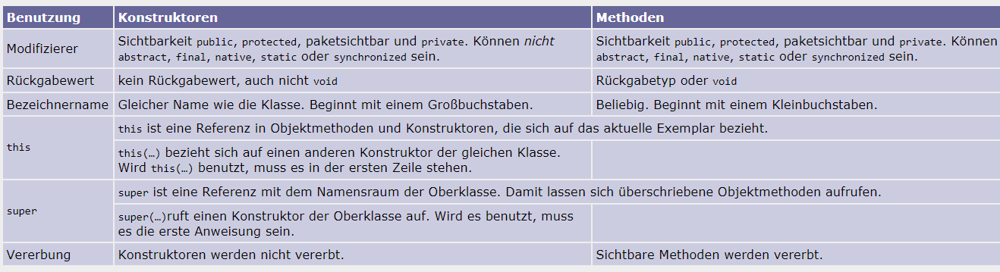 Benutzung Konstruktoren Methoden
Modifizierer
Sichtbarkeit public, protected, paketsichtbar und private. Können nicht
abstract, final, native, static oder synchronized sein.
Sichtbarkeit public, protected, paketsichtbar und private. Können
abstract, final, native, static oder synchronized sein.
Rückgabewert kein Rückgabewert, auch nicht void Rückgabetyp oder void
Bezeichnername Gleicher Name wie die Klasse. Beginnt mit einem Großbuchstaben. Beliebig. Beginnt mit einem Kleinbuchstaben.
this
this ist eine Referenz in Objektmethoden und Konstruktoren, die sich auf das aktuelle Exemplar bezieht.
this(…) bezieht sich auf einen anderen Konstruktor der gleichen Klasse.
Wird this(…) benutzt, muss es in der ersten Zeile stehen.
super
super ist eine Referenz mit dem Namensraum der Oberklasse. Damit lassen sich überschriebene Objektmethoden aufrufen.
super(…)ruft einen Konstruktor der Oberklasse auf. Wird es benutzt, muss
es die erste Anweisung sein.
Vererbung Konstruktoren werden nicht vererbt. Sichtbare Methoden werden vererbt.